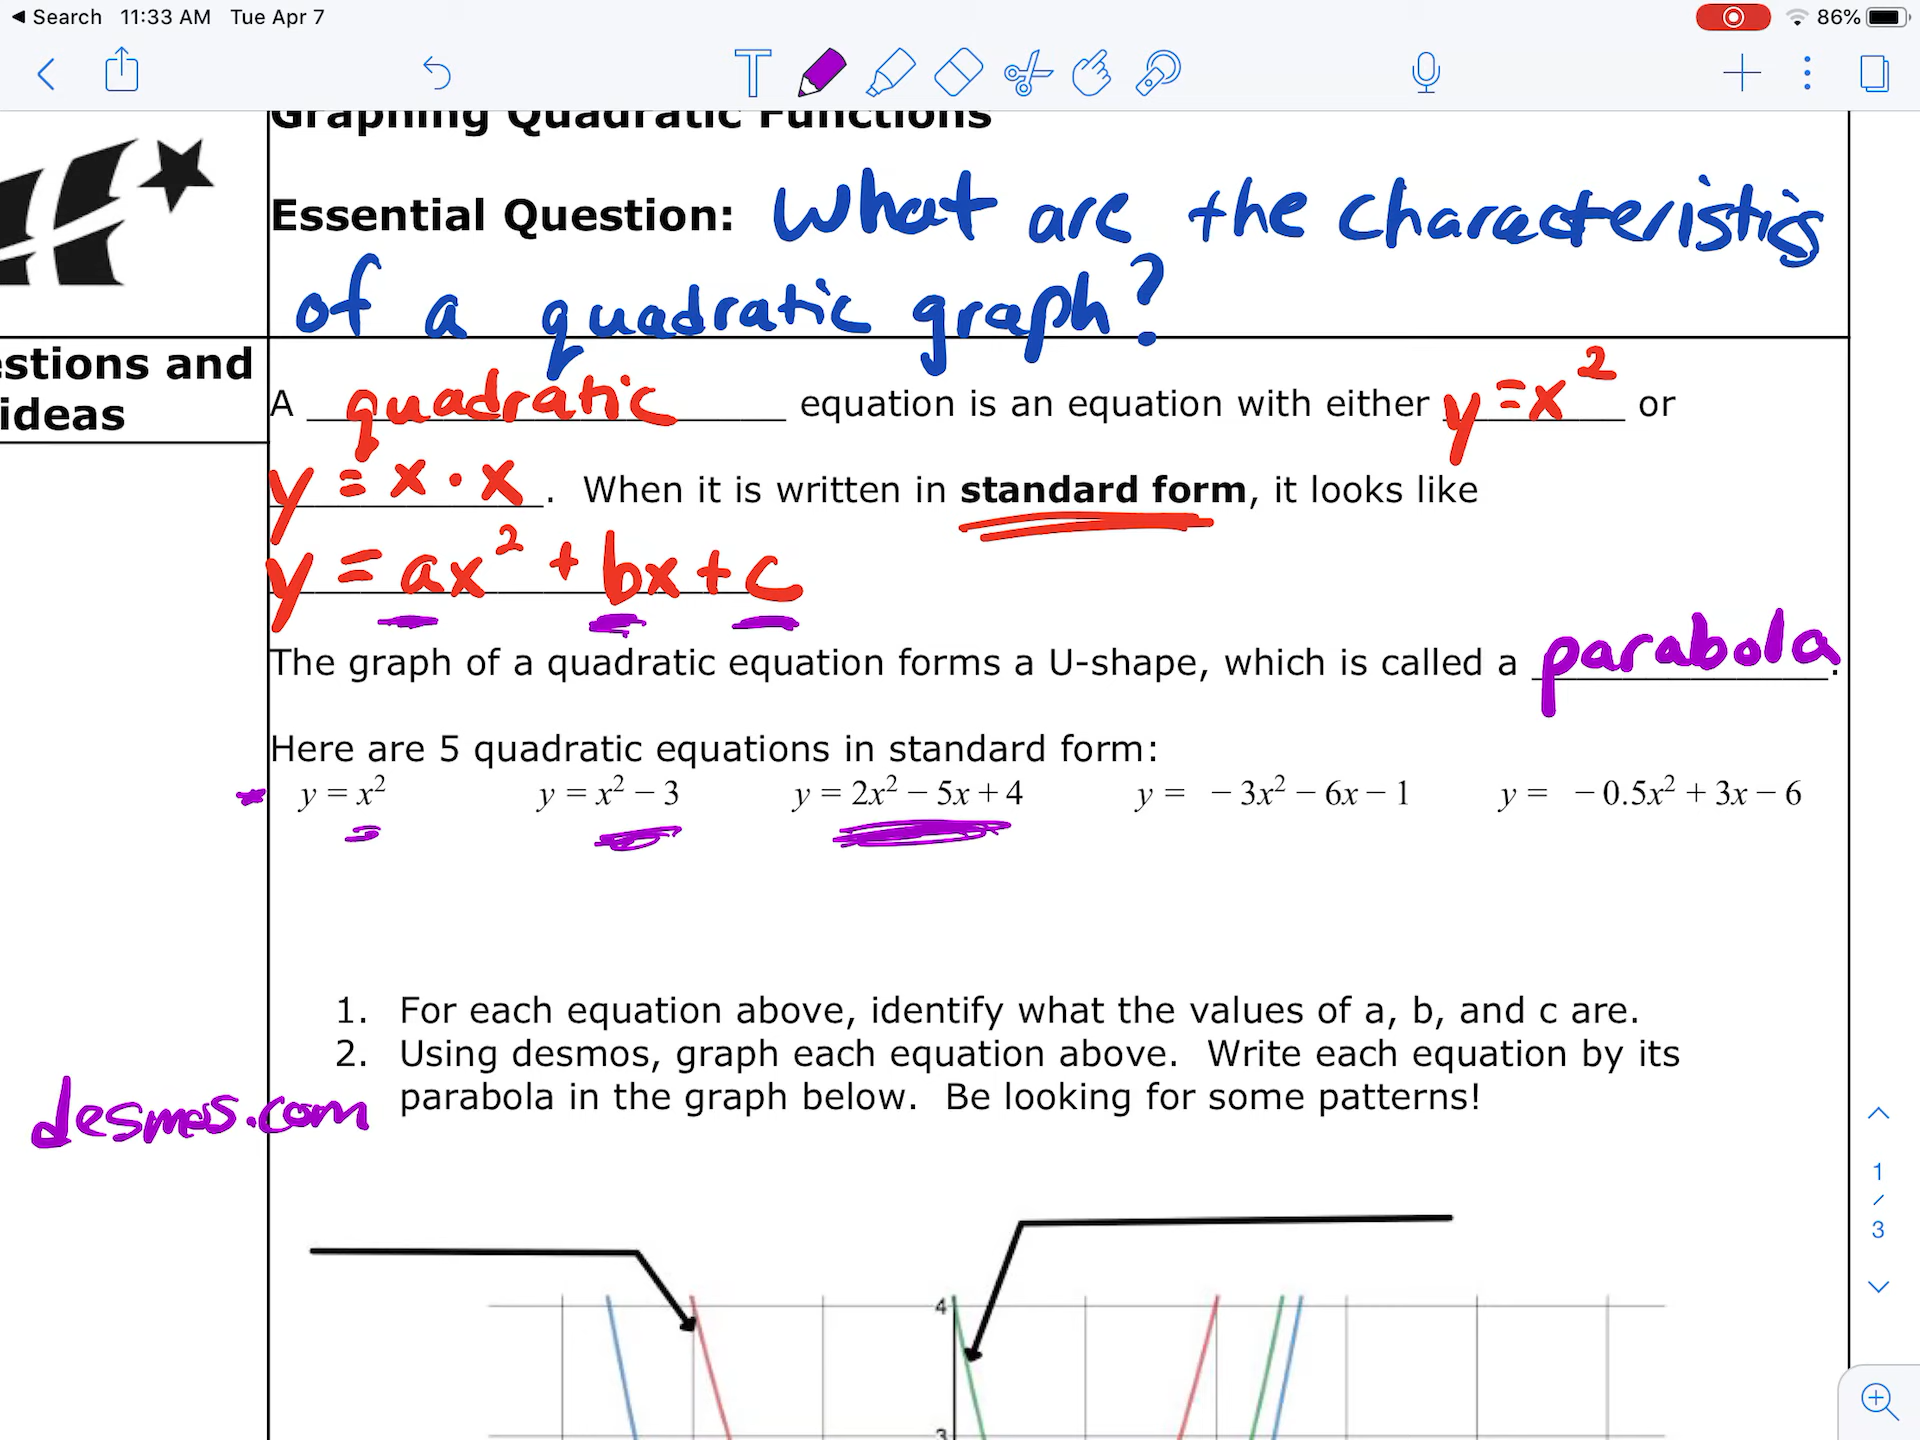 Search 11:33 AM Tue Apr 7 86%
Graphing Quadratic Functions
Essential Question: What are the characteristics
of a quadratic graph?
estions and
ideas
A quadratic equation is an equation with either y = x² or
y = x · x. When it is written in standard form, it looks like
y = ax² + bx + c
The graph of a quadratic equation forms a U-shape, which is called a parabola.
Here are 5 quadratic equations in standard form:
y = x² y = x² − 3 y = 2x² − 5x + 4 y = − 3x² − 6x − 1 y = − 0.5x² + 3x − 6
1. For each equation above, identify what the values of a, b, and c are.
2. Using desmos, graph each equation above. Write each equation by its
parabola in the graph below. Be looking for some patterns!
desmos.com
1
/
3
4
3